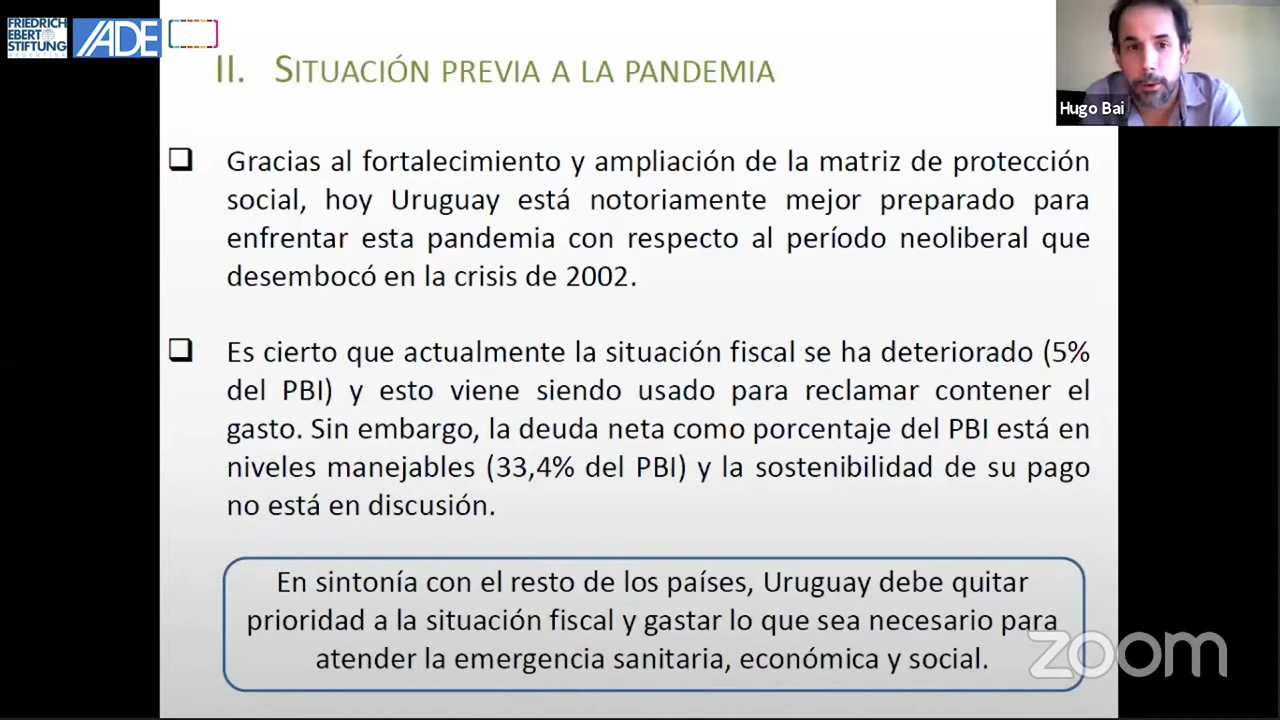 FRIEDRICH
EBERT
STIFTUNG
ARGENTINA
IADE
Hugo Bai
II. SITUACIÓN PREVIA A LA PANDEMIA
Gracias al fortalecimiento y ampliación de la matriz de protección
social, hoy Uruguay está notoriamente mejor preparado para
enfrentar esta pandemia con respecto al período neoliberal que
desembocó en la crisis de 2002.
Es cierto que actualmente la situación fiscal se ha deteriorado (5%
del PBI) y esto viene siendo usado para reclamar contener el
gasto. Sin embargo, la deuda neta como porcentaje del PBI está en
niveles manejables (33,4% del PBI) y la sostenibilidad de su pago
no está en discusión.
En sintonía con el resto de los países, Uruguay debe quitar
prioridad a la situación fiscal y gastar lo que sea necesario para
atender la emergencia sanitaria, económica y social.
zoom